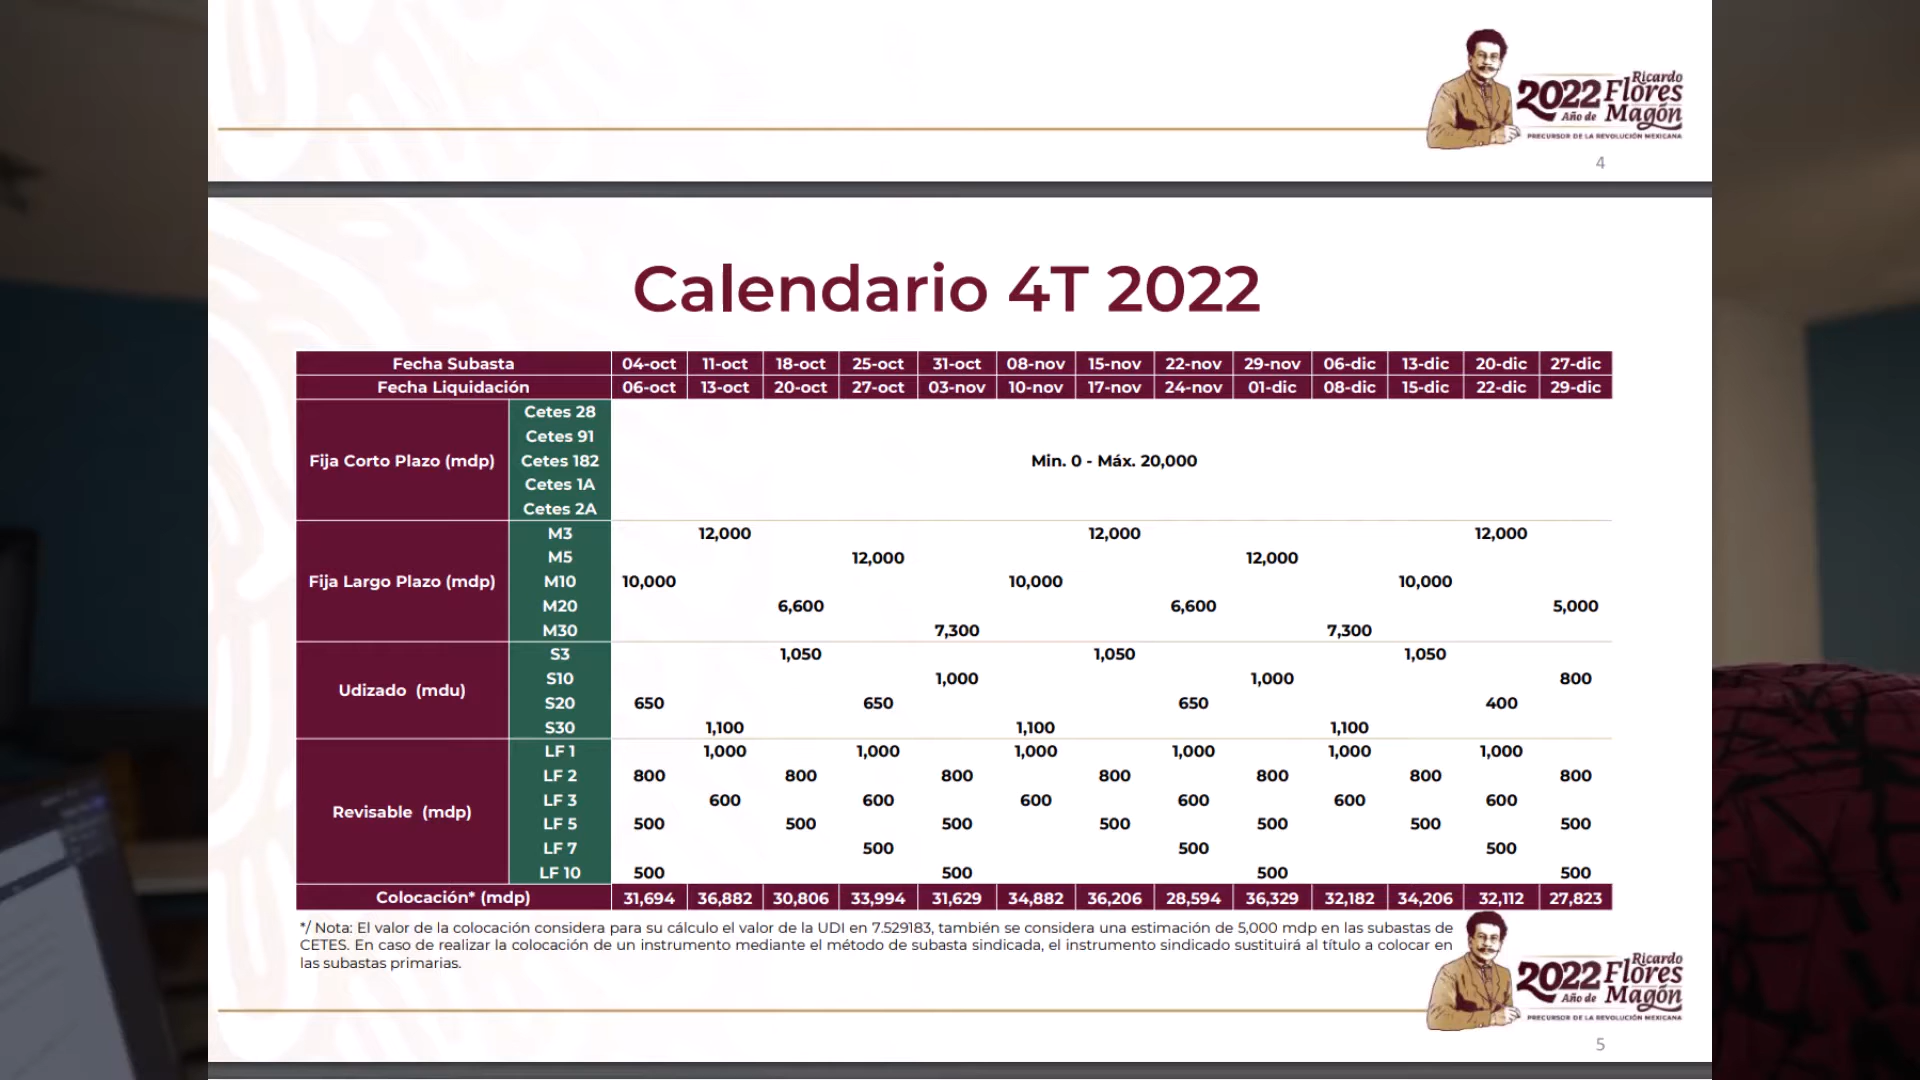 2022 Ricardo
Año de Flores
Magón
PRECURSOR DE LA REVOLUCIÓN MEXICANA
4
Calendario 4T 2022
Fecha Subasta 04-oct 11-oct 18-oct 25-oct 31-oct 08-nov 15-nov 22-nov 29-nov 06-dic 13-dic 20-dic 27-dic
Fecha Liquidación 06-oct 13-oct 20-oct 27-oct 03-nov 10-nov 17-nov 24-nov 01-dic 08-dic 15-dic 22-dic 29-dic
Cetes 28
Cetes 91
Fija Corto Plazo (mdp) Cetes 182 Min. 0 - Máx. 20,000
Cetes 1A
Cetes 2A
M3 12,000 12,000 12,000
M5 12,000 12,000
Fija Largo Plazo (mdp) M10 10,000 10,000 10,000
M20 6,600 6,600 5,000
M30 7,300 7,300
S3 1,050 1,050 1,050
S10 1,000 1,000 800
Udizado (mdu)
S20 650 650 650 400
S30 1,100 1,100 1,100
LF 1 1,000 1,000 1,000 1,000 1,000 1,000
LF 2 800 800 800 800 800 800 800
LF 3 600 600 600 600 600 600
Revisable (mdp)
LF 5 500 500 500 500 500 500 500
LF 7 500 500 500
LF 10 500 500 500 500
Colocación* (mdp) 31,694 36,882 30,806 33,994 31,629 34,882 36,206 28,594 36,329 32,182 34,206 32,112 27,823
*/ Nota: El valor de la colocación considera para su cálculo el valor de la UDI en 7.529183, también se considera una estimación de 5,000 mdp en las subastas de
CETES. En caso de realizar la colocación de un instrumento mediante el método de subasta sindicada, el instrumento sindicado sustituirá al título a colocar en
las subastas primarias.
2022 Ricardo
Año de Flores
Magón
PRECURSOR DE LA REVOLUCIÓN MEXICANA
5